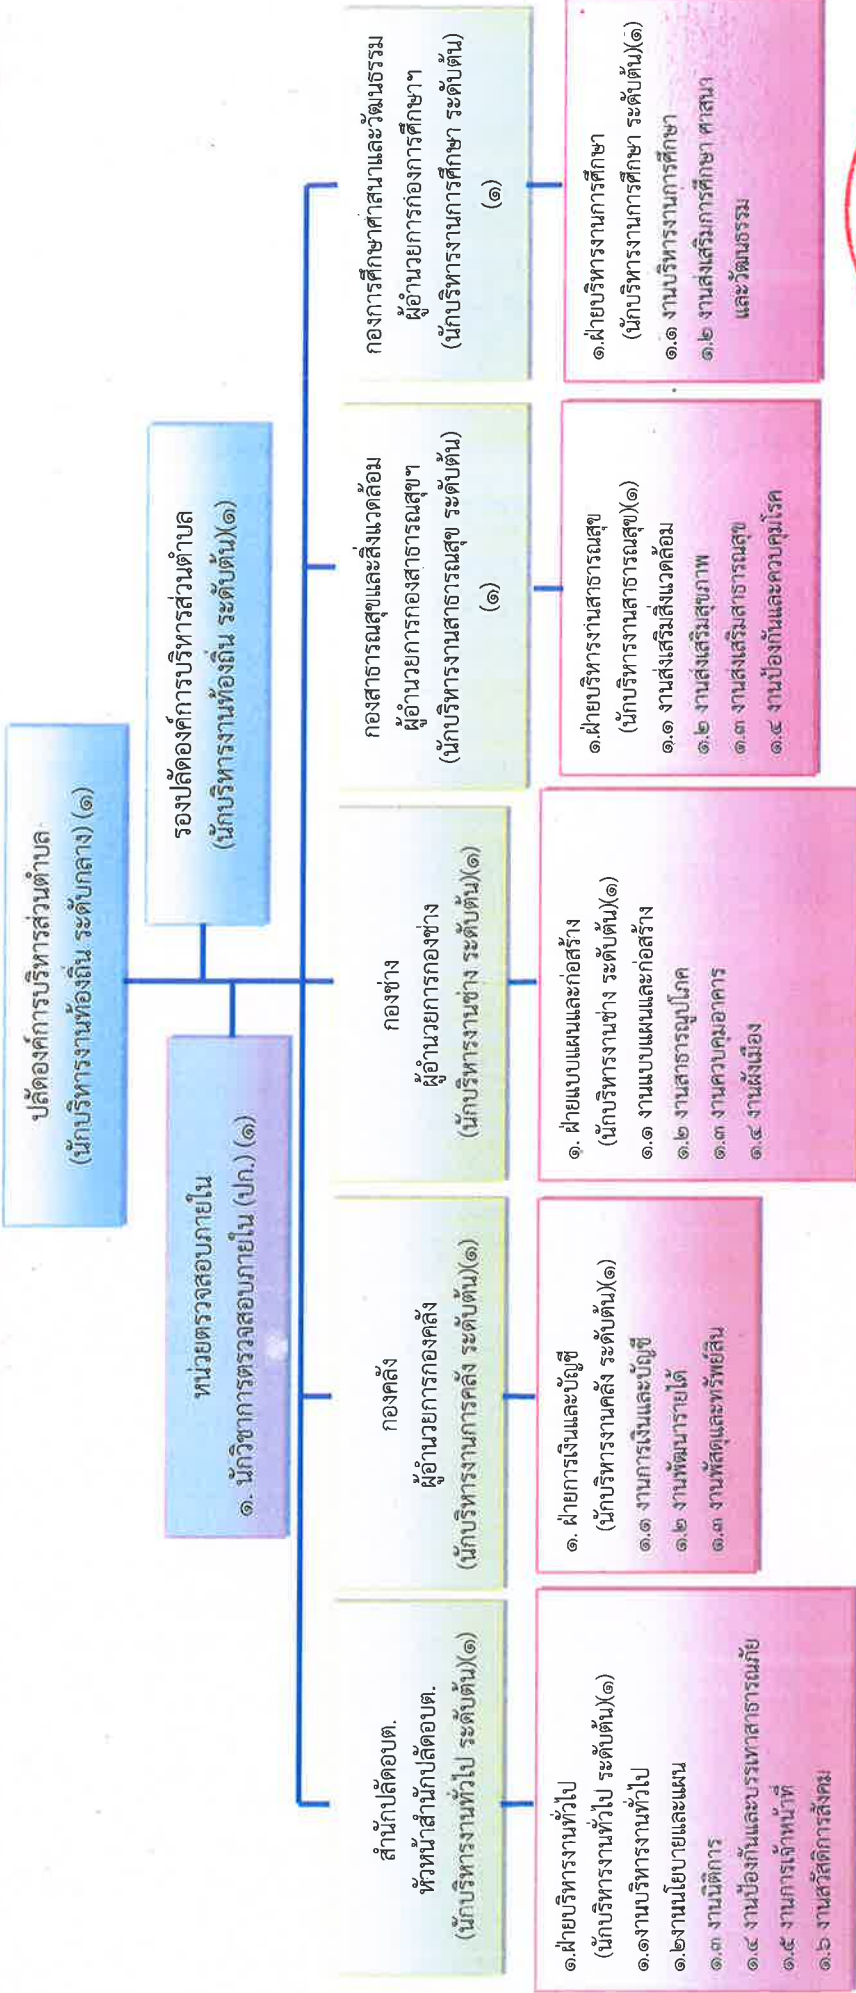 ปลัดองค์การบริหารส่วนตำบล
(นักบริหารงานท้องถิ่น ระดับกลาง) (๑)
รองปลัดองค์การบริหารส่วนตำบล
(นักบริหารงานท้องถิ่น ระดับต้น)(๑)
หน่วยตรวจสอบภายใน
๑. นักวิชาการตรวจสอบภายใน (ปก.) (๑)
สำนักปลัดอบต.
หัวหน้าสำนักปลัดอบต.
(นักบริหารงานทั่วไป ระดับต้น)(๑)
กองคลัง
ผู้อำนวยการกองคลัง
(นักบริหารงานการคลัง ระดับต้น)(๑)
กองช่าง
ผู้อำนวยการกองช่าง
(นักบริหารงานช่าง ระดับต้น)(๑)
กองสาธารณสุขและสิ่งแวดล้อม
ผู้อำนวยการกองสาธารณสุขฯ
(นักบริหารงานสาธารณสุข ระดับต้น)
(๑)
กองการศึกษาศาสนาและวัฒนธรรม
ผู้อำนวยการก่องการศึกษาฯ
(นักบริหารงานการศึกษา ระดับต้น)
(๑)
๑.ฝ่ายบริหารงานทั่วไป
(นักบริหารงานทั่วไป ระดับต้น)(๑)
๑.๑งานบริหารงานทั่วไป
๑.๒งานนโยบายและแผน
๑.๓ งานนิติการ
๑.๔ งานป้องกันและบรรเทาสาธารณภัย
๑.๕ งานการเจ้าหน้าที่
๑.๖ งานสวัสดิการสังคม
๑. ฝ่ายการเงินและบัญชี
(นักบริหารงานคลัง ระดับต้น)(๑)
๑.๑ งานการเงินและบัญชี
๑.๒ งานพัฒนารายได้
๑.๓ งานพัสดุและทรัพย์สิน
๑. ฝ่ายแบบแผนและก่อสร้าง
(นักบริหารงานช่าง ระดับต้น)(๑)
๑.๑ งานแบบแผนและก่อสร้าง
๑.๒ งานสาธารณูปโภค
๑.๓ งานควบคุมอาคาร
๑.๔ งานผังเมือง
๑.ฝ่ายบริหารงานสาธารณสุข
(นักบริหารงานสาธารณสุข)(๑)
๑.๑ งานส่งเสริมสิ่งแวดล้อม
๑.๒ งานส่งเสริมสุขภาพ
๑.๓ งานส่งเสริมสาธารณสุข
๑.๔ งานป้องกันและควบคุมโรค
๑.ฝ่ายบริหารงานการศึกษา
(นักบริหารงานการศึกษา ระดับต้น)(๑)
๑.๑ งานบริหารงานการศึกษา
๑.๒ งานส่งเสริมการศึกษา ศาสนา
และวัฒนธรรม